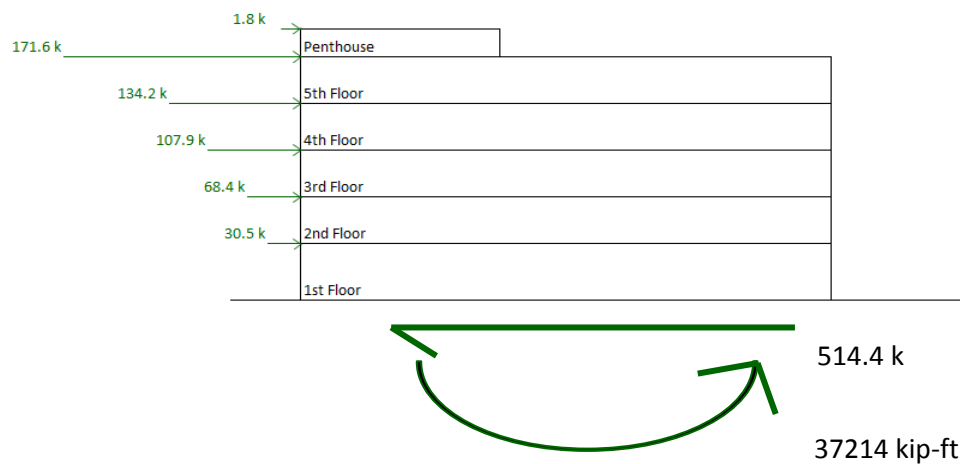 1.8 k
171.6 k
Penthouse
134.2 k
5th Floor
107.9 k
4th Floor
68.4 k
3rd Floor
30.5 k
2nd Floor
1st Floor
514.4 k
37214 kip-ft